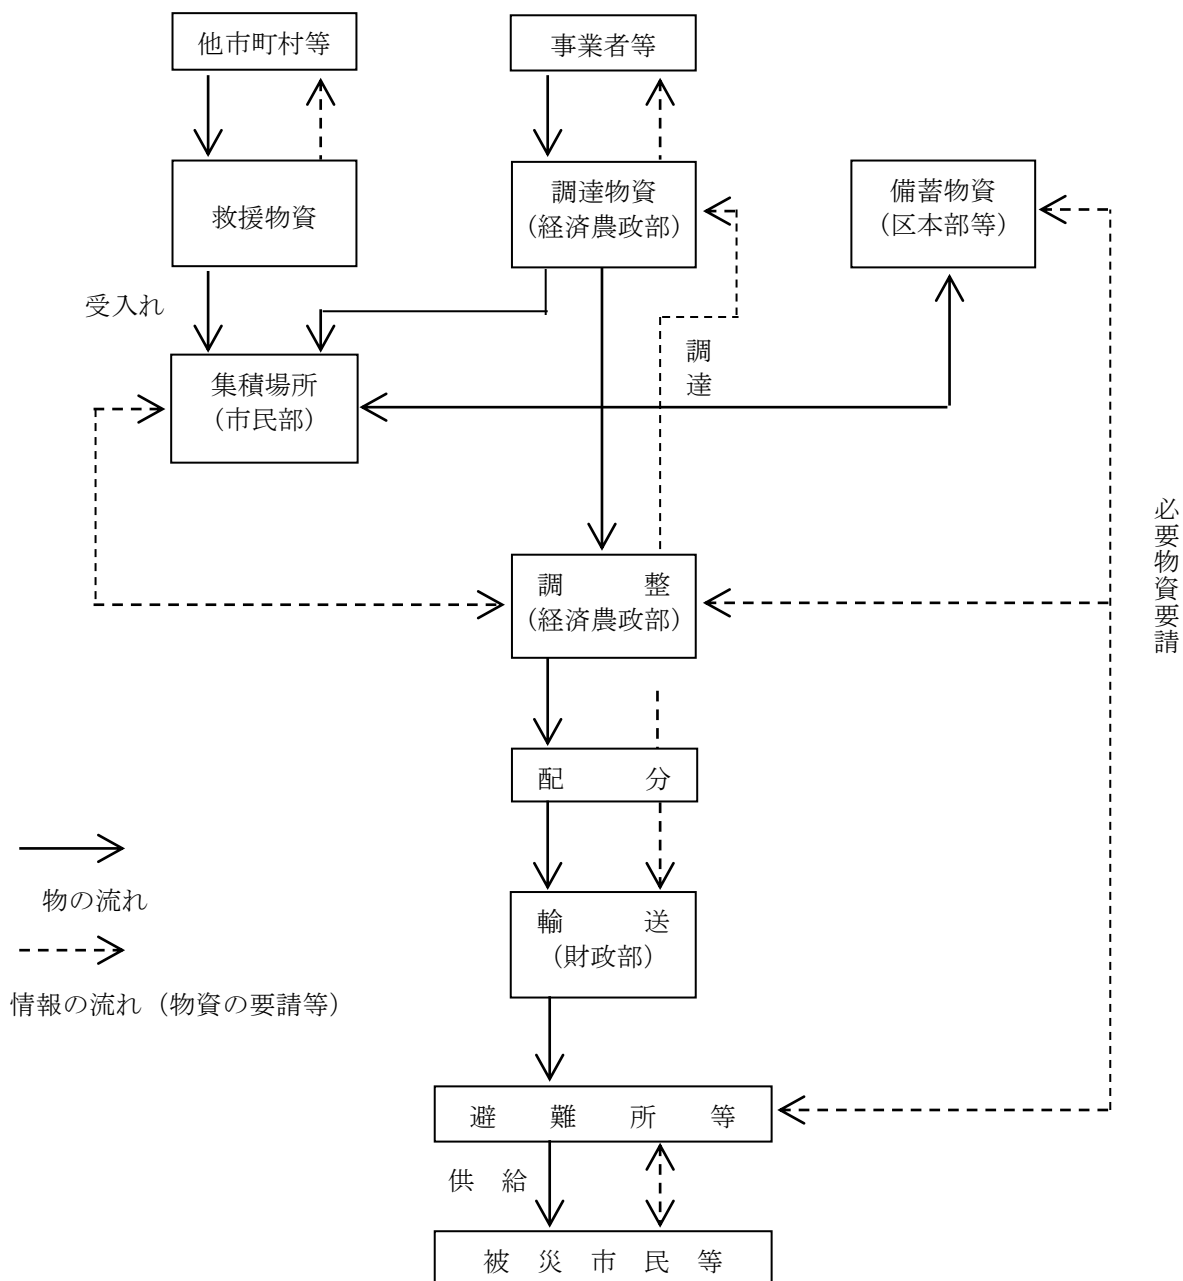 他市町村等
事業者等
救援物資
調達物資
（経済農政部）
備蓄物資
（区本部等）
受入れ
集積場所
（市民部）
調
達
必要物資要請
調　　　整
（経済農政部）
配　　　分
物の流れ
輸　　　送
（財政部）
情報の流れ（物資の要請等）
避　難　所　等
供　給
被　災　市　民　等